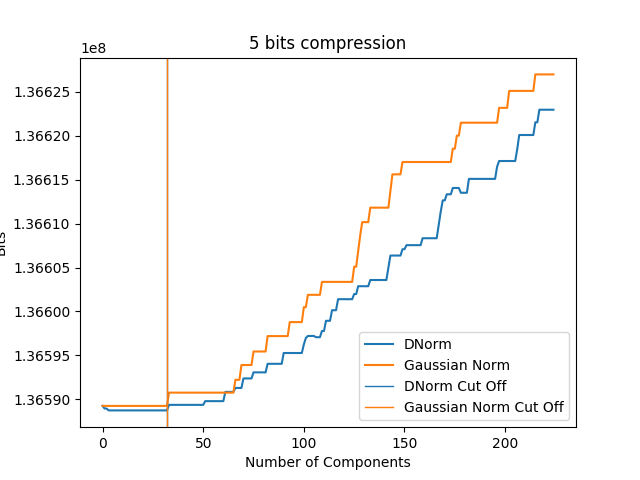 5 bits compression
1e8
1.36625
1.36620
1.36615
1.36610
1.36605
1.36600
1.36595
1.36590
Bits
0 50 100 150 200
Number of Components
DNorm
Gaussian Norm
DNorm Cut Off
Gaussian Norm Cut Off